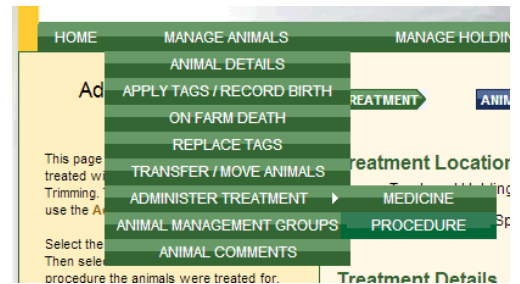 HOME MANAGE ANIMALS MANAGE HOLDIN
ANIMAL DETAILS
Ad APPLY TAGS / RECORD BIRTH REATMENT ANIM
ON FARM DEATH
REPLACE TAGS
This page TRANSFER / MOVE ANIMALS reatment Location
treated wi
Trimming. ADMINISTER TREATMENT MEDICINE
use the ANIMAL MANAGEMENT GROUPS PROCEDURE Sp
Select the ANIMAL COMMENTS
Then selec
procedure the animals were treated for. Treatment Details